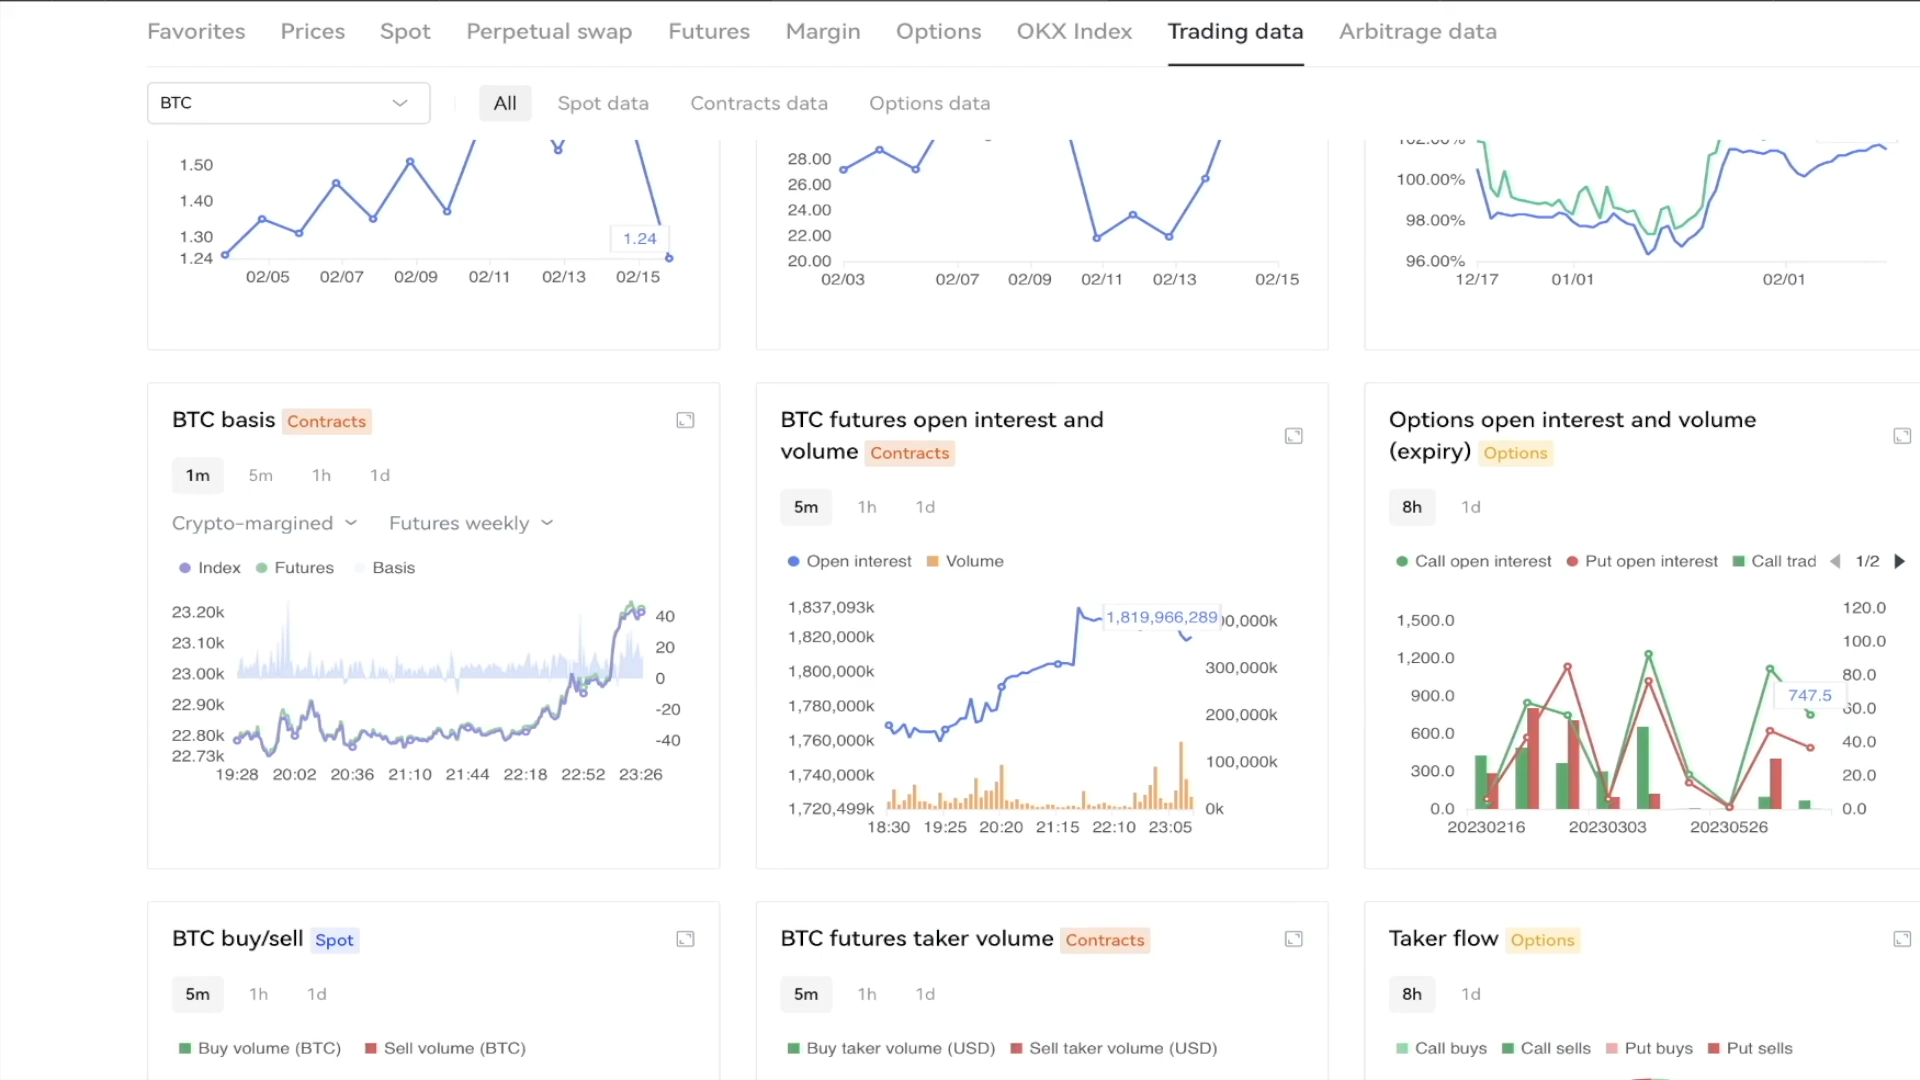 Favorites Prices Spot Perpetual swap Futures Margin Options OKX Index Trading data Arbitrage data
BTC All Spot data Contracts data Options data
1.50
1.40
1.30
1.24
1.24
02/05 02/07 02/09 02/11 02/13 02/15
28.00
26.00
24.00
22.00
20.00
02/03 02/07 02/09 02/11 02/13 02/15
102.00%
100.00%
98.00%
96.00%
12/17 01/01 02/01
BTC basis Contracts
1m 5m 1h 1d
Crypto-margined Futures weekly
Index Futures Basis
23.20k
23.10k
23.00k
22.90k
22.80k
22.73k
40
20
0
-20
-40
19:28 20:02 20:36 21:10 21:44 22:18 22:52 23:26
BTC futures open interest and
volume Contracts
5m 1h 1d
Open interest Volume
1,837,093k
1,820,000k
1,800,000k
1,780,000k
1,760,000k
1,740,000k
1,720,499k
1,819,966,289
00,000k
300,000k
200,000k
100,000k
0k
18:30 19:25 20:20 21:15 22:10 23:05
Options open interest and volume
(expiry) Options
8h 1d
Call open interest Put open interest Call trad 1/2
1,500.0
1,200.0
900.0
600.0
300.0
0.0
747.5
120.0
100.0
80.0
60.0
40.0
20.0
0.0
20230216 20230303 20230526
BTC buy/sell Spot
5m 1h 1d
Buy volume (BTC) Sell volume (BTC)
BTC futures taker volume Contracts
5m 1h 1d
Buy taker volume (USD) Sell taker volume (USD)
Taker flow Options
8h 1d
Call buys Call sells Put buys Put sells